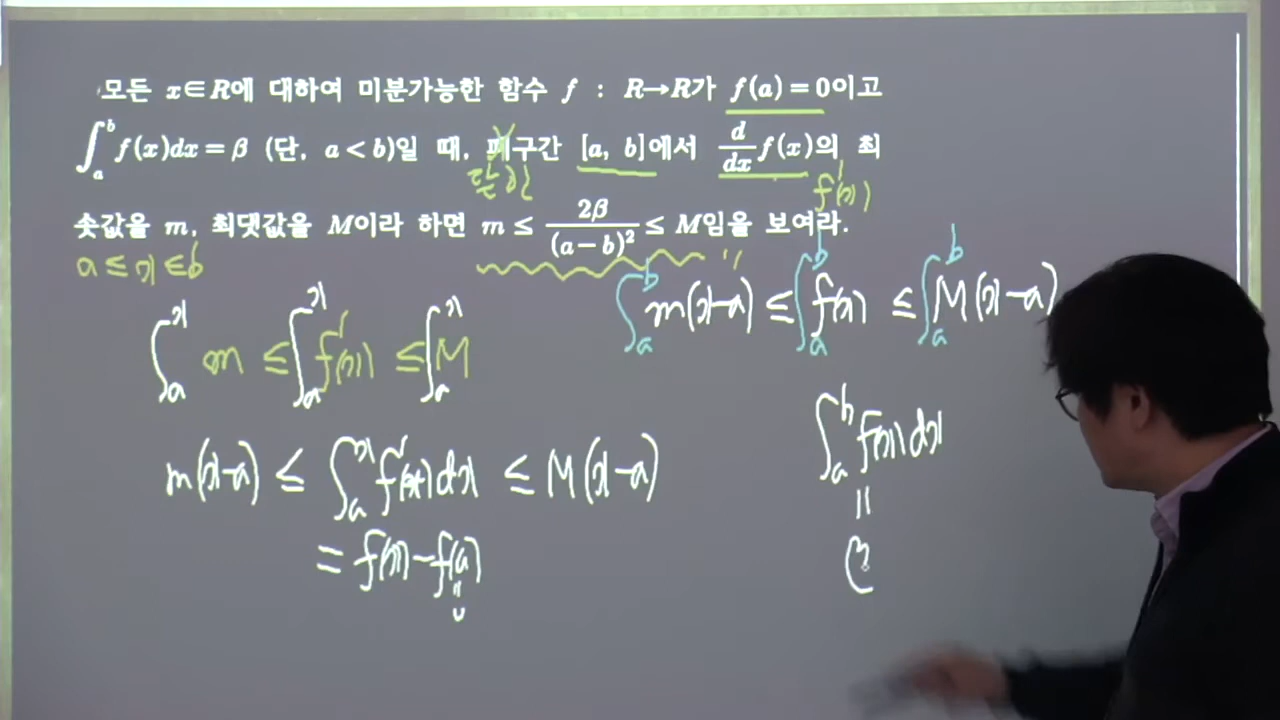 모든 x∈R에 대하여 미분가능한 함수 f : R→R가 f(a)=0이고
∫_a^b f(x)dx=β (단, a<b)일 때, 폐구간 [a, b]에서 d/dx f(x)의 최
닫힌
f'(x)
솟값을 m, 최댓값을 M이라 하면 m ≤ 2β/(a−b)² ≤ M임을 보여라.
a ≤ x ≤ b
∫_a^x m ≤ ∫_a^x f'(x) ≤ ∫_a^x M
m(x-a) ≤ ∫_a^x f'(x)dx ≤ M(x-a)
= f(x)-f(a)
"
0
∫_a^b m(x-a) ≤ ∫_a^b f(x) ≤ ∫_a^b M(x-a)
∫_a^b f(x)dx
"
β